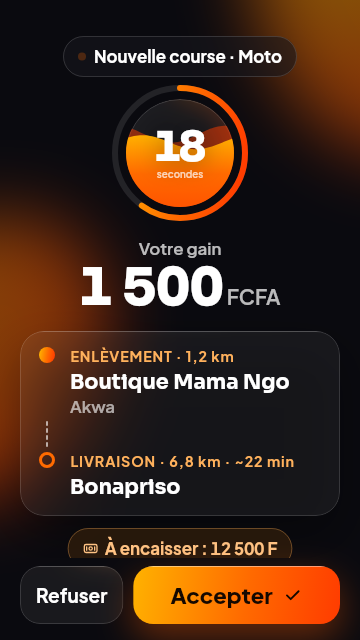 Nouvelle course · Moto
18
secondes
Votre gain
1 500 FCFA
ENLÈVEMENT · 1,2 km
Boutique Mama Ngo
Akwa
LIVRAISON · 6,8 km · ~22 min
Bonapriso
À encaisser : 12 500 F
Refuser
Accepter ✓